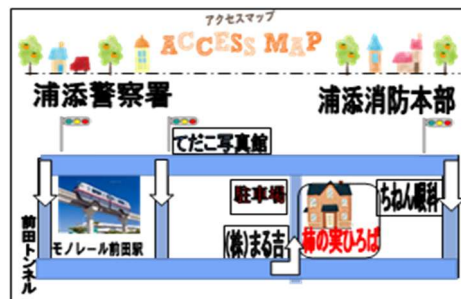 アクセスマップ
ACCESS MAP
浦添警察署
浦添消防本部
てだこ写真館
駐車場
ちねん眼科
モノレール前田駅
(株)まる吉
柿の実ひろば
前田トンネル